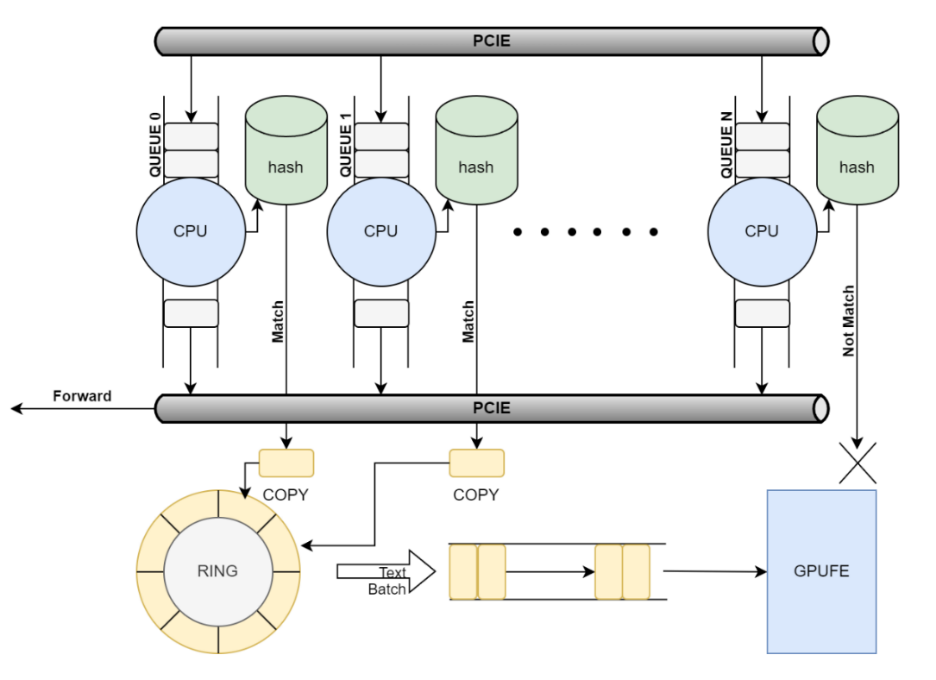 PCIE
QUEUE 0
hash
QUEUE 1
hash
QUEUE N
hash
CPU
CPU
CPU
Match
Match
Not Match
Forward
PCIE
COPY
COPY
RING
Text
Batch
GPUFE